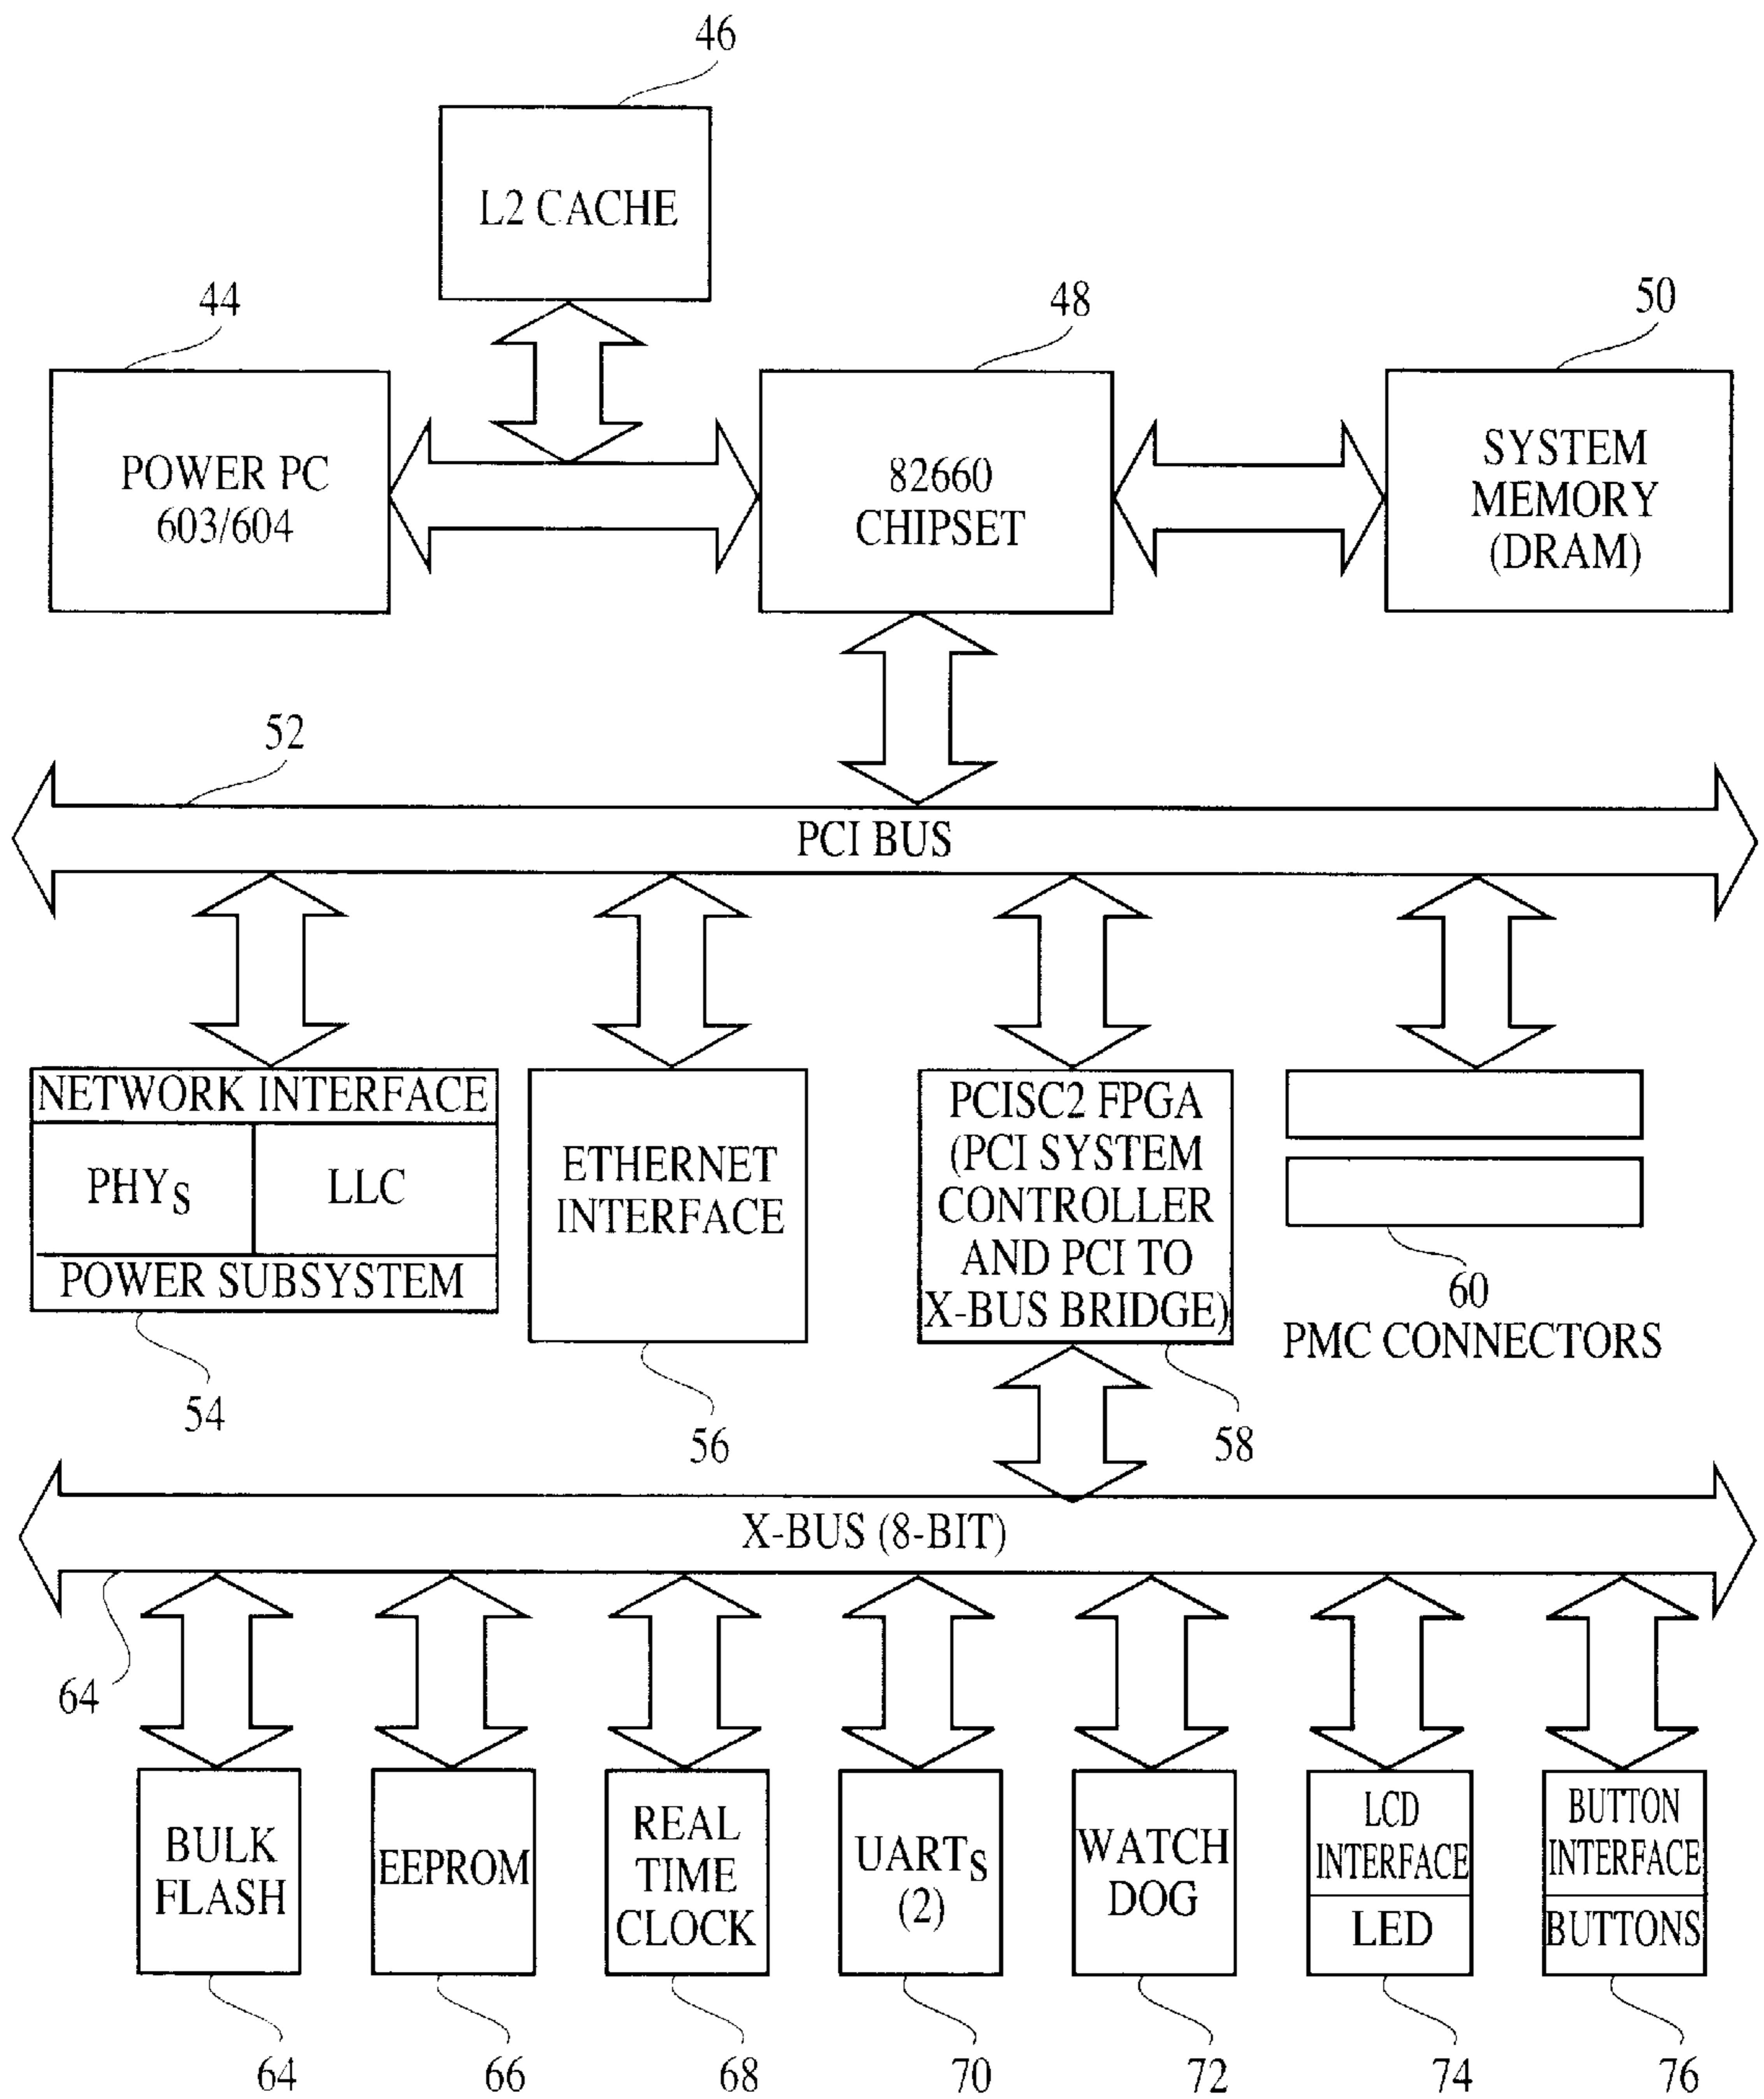 46
L2 CACHE
44
48
50
POWER PC
603/604
82660
CHIPSET
SYSTEM
MEMORY
(DRAM)
52
PCI BUS
NETWORK INTERFACE
PHYS
LLC
POWER SUBSYSTEM
ETHERNET
INTERFACE
PCISC2 FPGA
(PCI SYSTEM
CONTROLLER
AND PCI TO
X-BUS BRIDGE)
60
PMC CONNECTORS
54
56
58
X-BUS (8-BIT)
64
BULK
FLASH
EEPROM
REAL
TIME
CLOCK
UARTS
(2)
WATCH
DOG
LCD
INTERFACE
LED
BUTTON
INTERFACE
BUTTONS
64
66
68
70
72
74
76